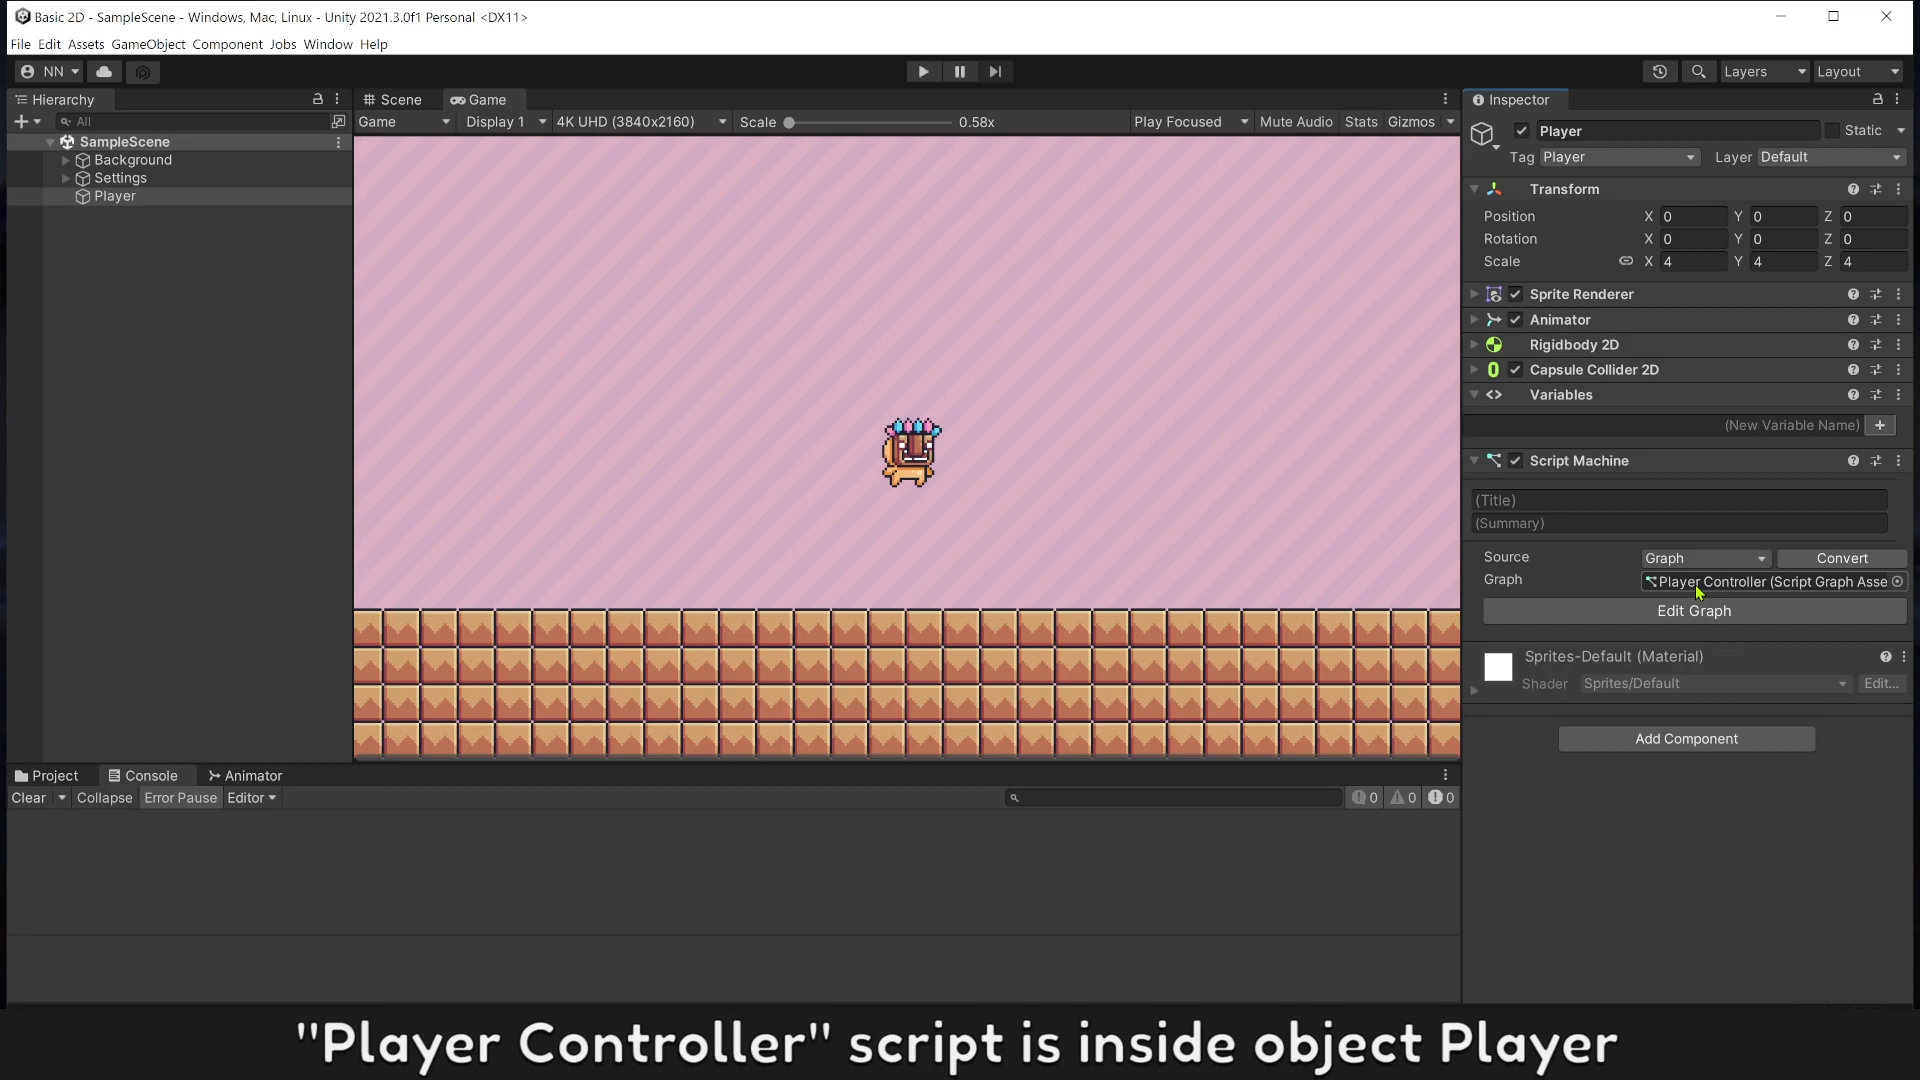 Basic 2D - SampleScene - Windows, Mac, Linux - Unity 2021.3.0f1 Personal <DX11>
File Edit Assets GameObject Component Jobs Window Help
NN
Layers
Layout
Hierarchy
Scene
Game
Inspector
All
Game
Display 1
4K UHD (3840x2160)
Scale
0.58x
Play Focused
Mute Audio
Stats
Gizmos
SampleScene
Background
Settings
Player
Player
Static
Tag Player
Layer Default
Transform
Position X 0 Y 0 Z 0
Rotation X 0 Y 0 Z 0
Scale X 4 Y 4 Z 4
Sprite Renderer
Animator
Rigidbody 2D
Capsule Collider 2D
Variables
(New Variable Name)
Script Machine
(Title)
(Summary)
Source Graph Convert
Graph Player Controller (Script Graph Asse
Edit Graph
Sprites-Default (Material)
Shader Sprites/Default Edit...
Add Component
Project
Console
Animator
Clear
Collapse
Error Pause
Editor
0
0
0
"Player Controller" script is inside object Player